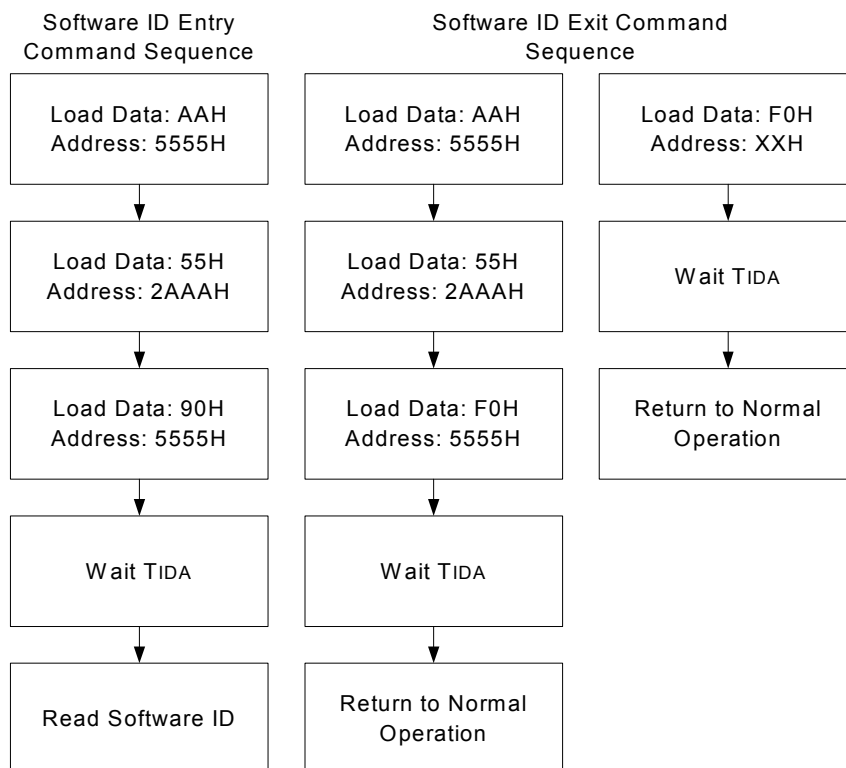 Software ID Entry
Command Sequence
Load Data: AAH
Address: 5555H
Load Data: 55H
Address: 2AAAH
Load Data: 90H
Address: 5555H
Wait TIDA
Read Software ID
Software ID Exit Command
Sequence
Load Data: AAH
Address: 5555H
Load Data: 55H
Address: 2AAAH
Load Data: F0H
Address: 5555H
Wait TIDA
Return to Normal
Operation
Load Data: F0H
Address: XXH
Wait TIDA
Return to Normal
Operation